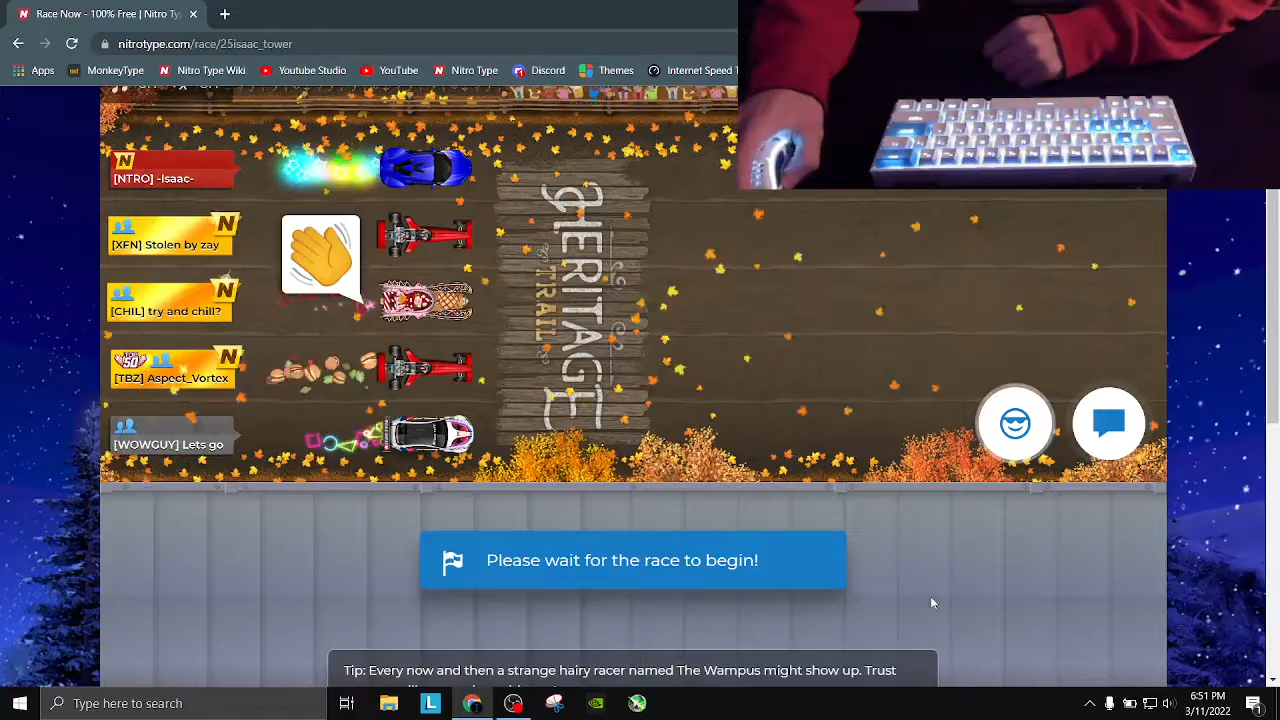 Race Now - 100% Free | Nitro Typ
nitrotype.com/race/25isaac_tower
Apps
mt
MonkeyType
Nitro Type Wiki
Youtube Studio
YouTube
Nitro Type
Discord
Themes
Internet Speed T
N
[NTRO] -Isaac-
N
[XFN] Stolen by zay
N
[CHIL] try and chill?
N
[TBZ] Aspect_Vortex
[WOWGUY] Lets go
HERITAGE
TRAIL
Please wait for the race to begin!
Tip: Every now and then a strange hairy racer named The Wampus might show up. Trust
Type here to search
L
6:51 PM
3/11/2022